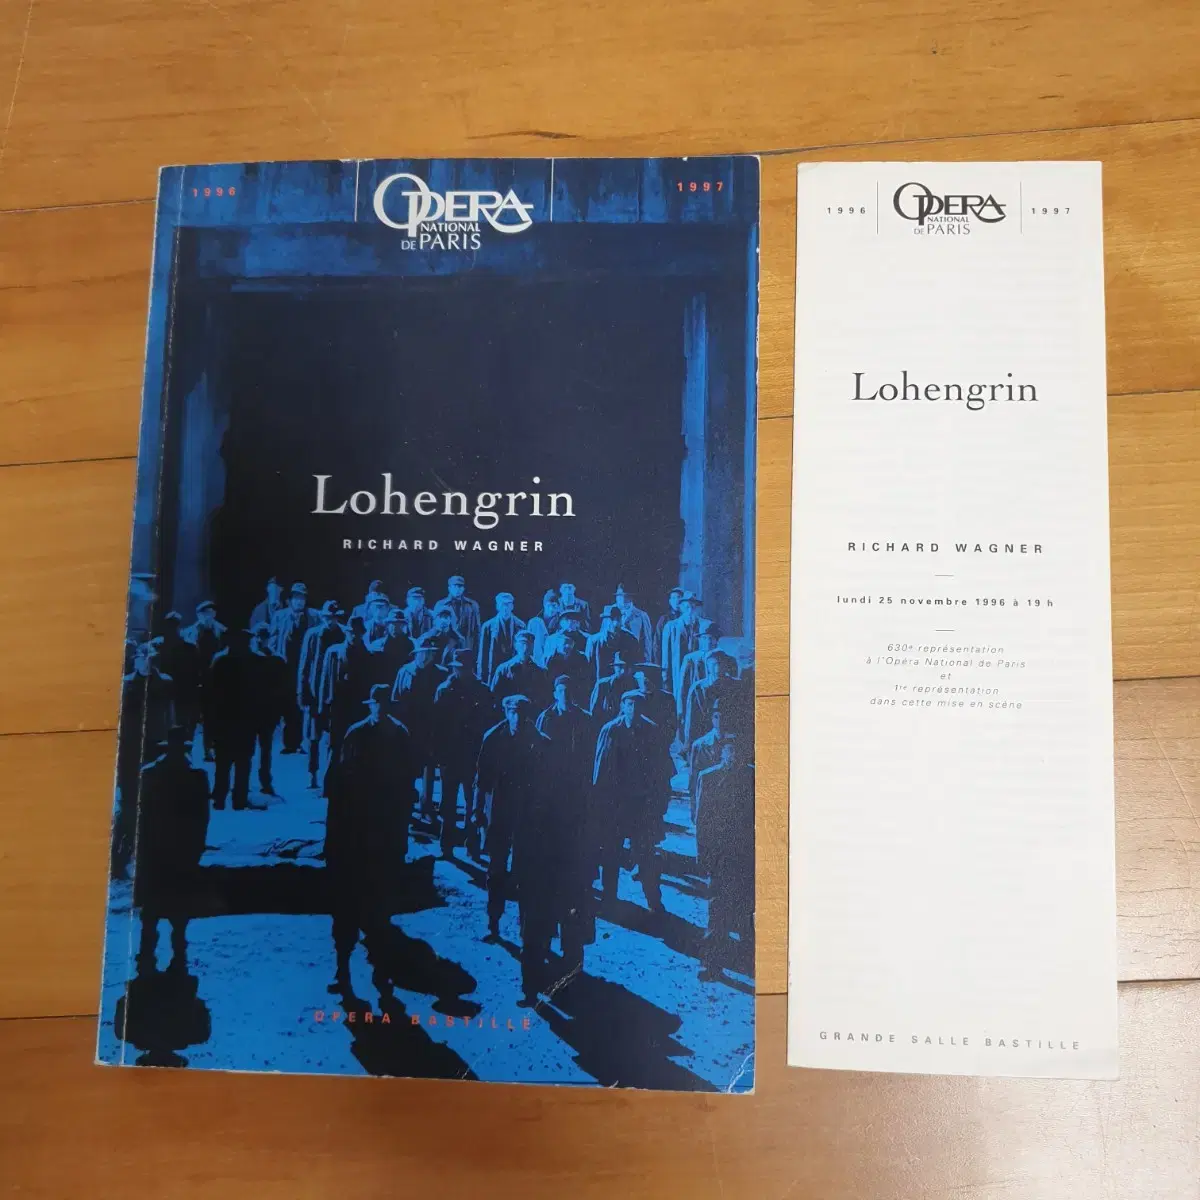 1996
OPERA
NATIONAL
DE PARIS
1997
Lohengrin
RICHARD WAGNER
OPERA BASTILLE
1996
OPERA
NATIONAL
DE PARIS
1997
Lohengrin
RICHARD WAGNER
lundi 25 novembre 1996 à 19 h
630e représentation
à l'Opéra National de Paris
et
1re représentation
dans cette mise en scène
GRANDE SALLE BASTILLE